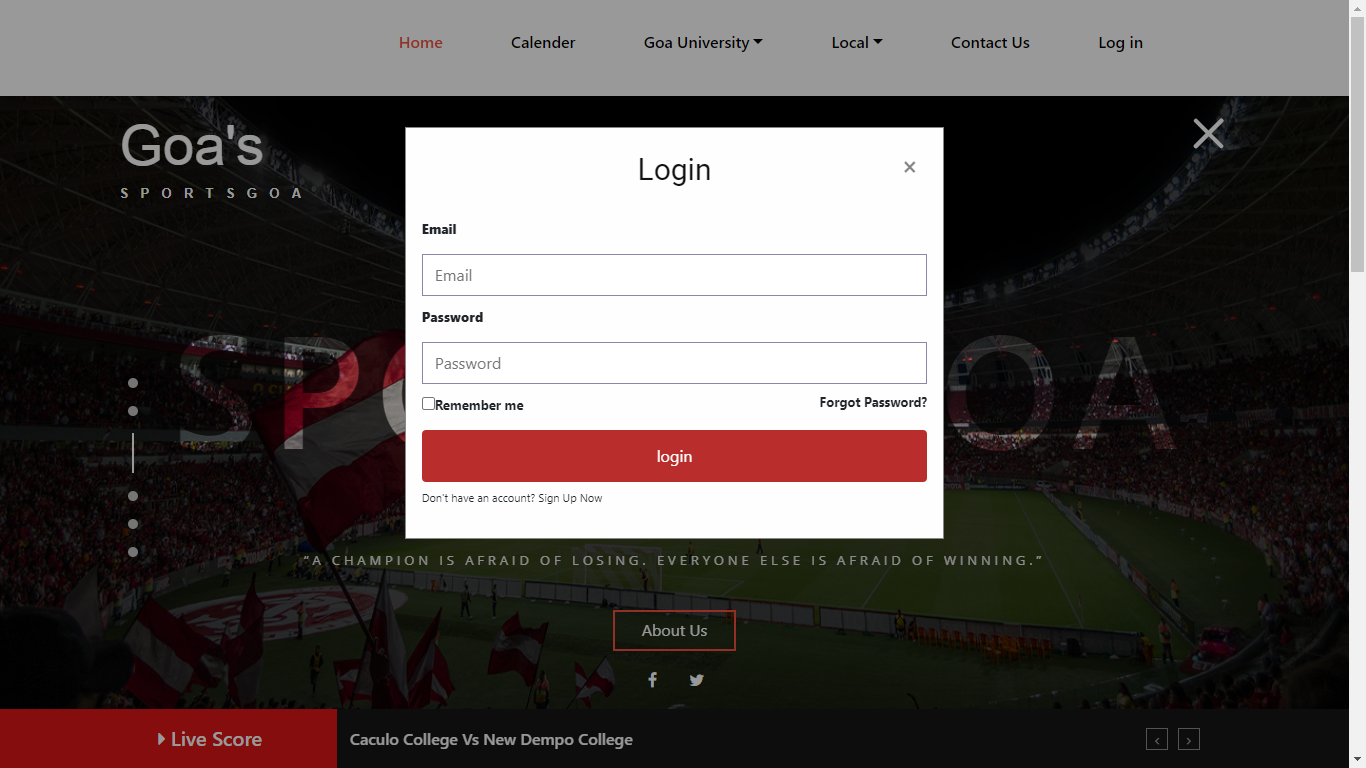 Home Calender Goa University Local Contact Us Log in
Goa's
SPORTSGOA
Login ×
Email
Email
Password
Password
Remember me Forgot Password?
login
Don't have an account? Sign Up Now
“A CHAMPION IS AFRAID OF LOSING. EVERYONE ELSE IS AFRAID OF WINNING.”
About Us
Live Score Caculo College Vs New Dempo College